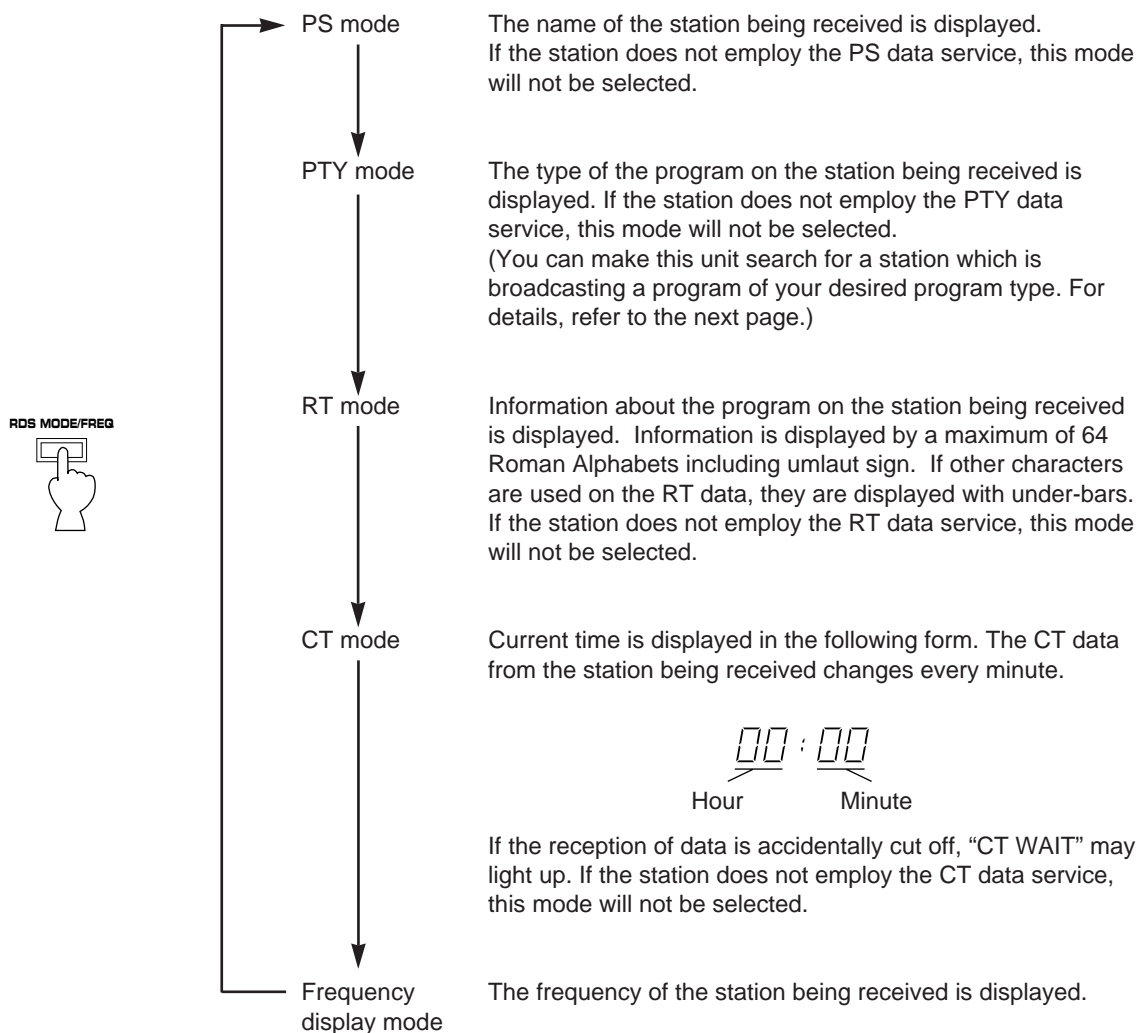 PS mode
The name of the station being received is displayed.
If the station does not employ the PS data service, this mode
will not be selected.
PTY mode
The type of the program on the station being received is
displayed. If the station does not employ the PTY data
service, this mode will not be selected.
(You can make this unit search for a station which is
broadcasting a program of your desired program type. For
details, refer to the next page.)
RDS MODE/FREQ
RT mode
Information about the program on the station being received
is displayed.  Information is displayed by a maximum of 64
Roman Alphabets including umlaut sign.  If other characters
are used on the RT data, they are displayed with under-bars.
If the station does not employ the RT data service, this mode
will not be selected.
CT mode
Current time is displayed in the following form. The CT data
from the station being received changes every minute.
00:00
Hour
Minute
If the reception of data is accidentally cut off, “CT WAIT” may
light up. If the station does not employ the CT data service,
this mode will not be selected.
Frequency
display mode
The frequency of the station being received is displayed.